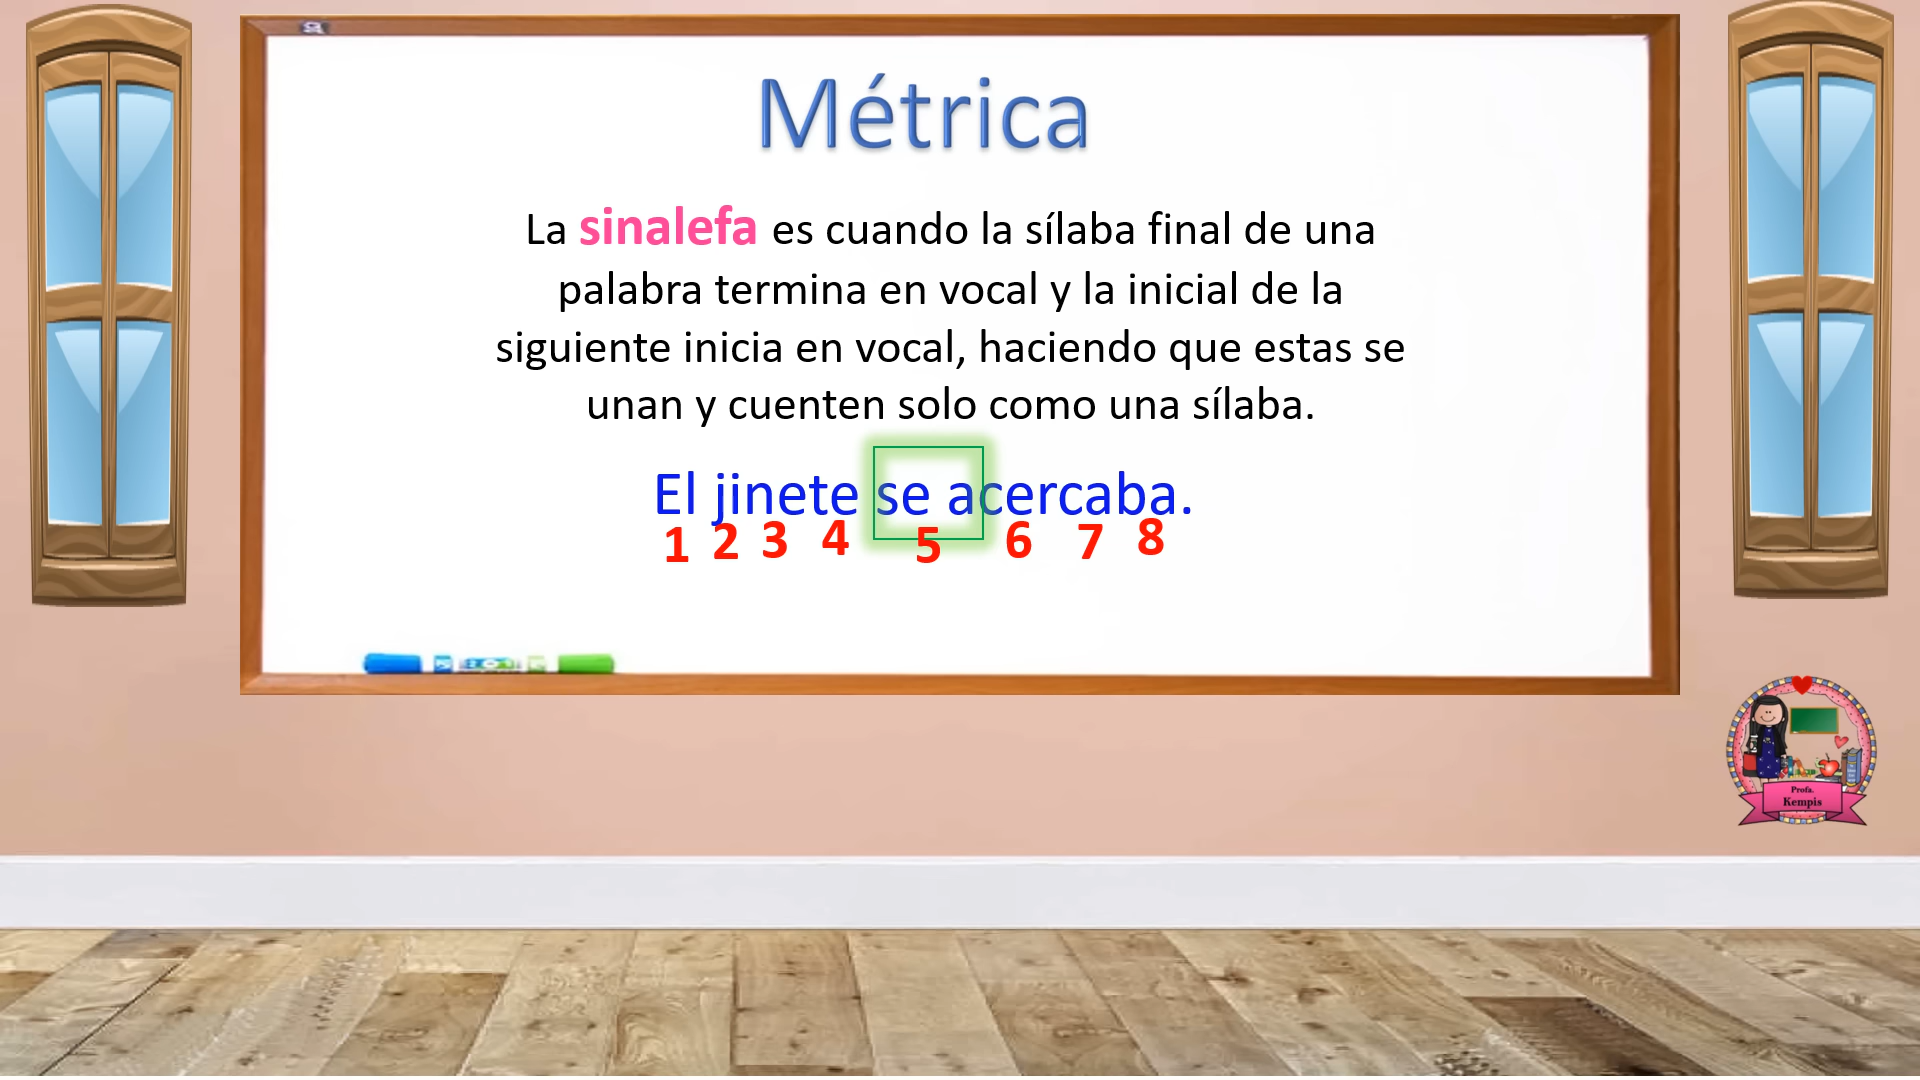 Métrica
La sinalefa es cuando la sílaba final de una
palabra termina en vocal y la inicial de la
siguiente inicia en vocal, haciendo que estas se
unan y cuenten solo como una sílaba.
El jinete se acercaba.
1 2 3 4 5 6 7 8
Profa.
Kempis